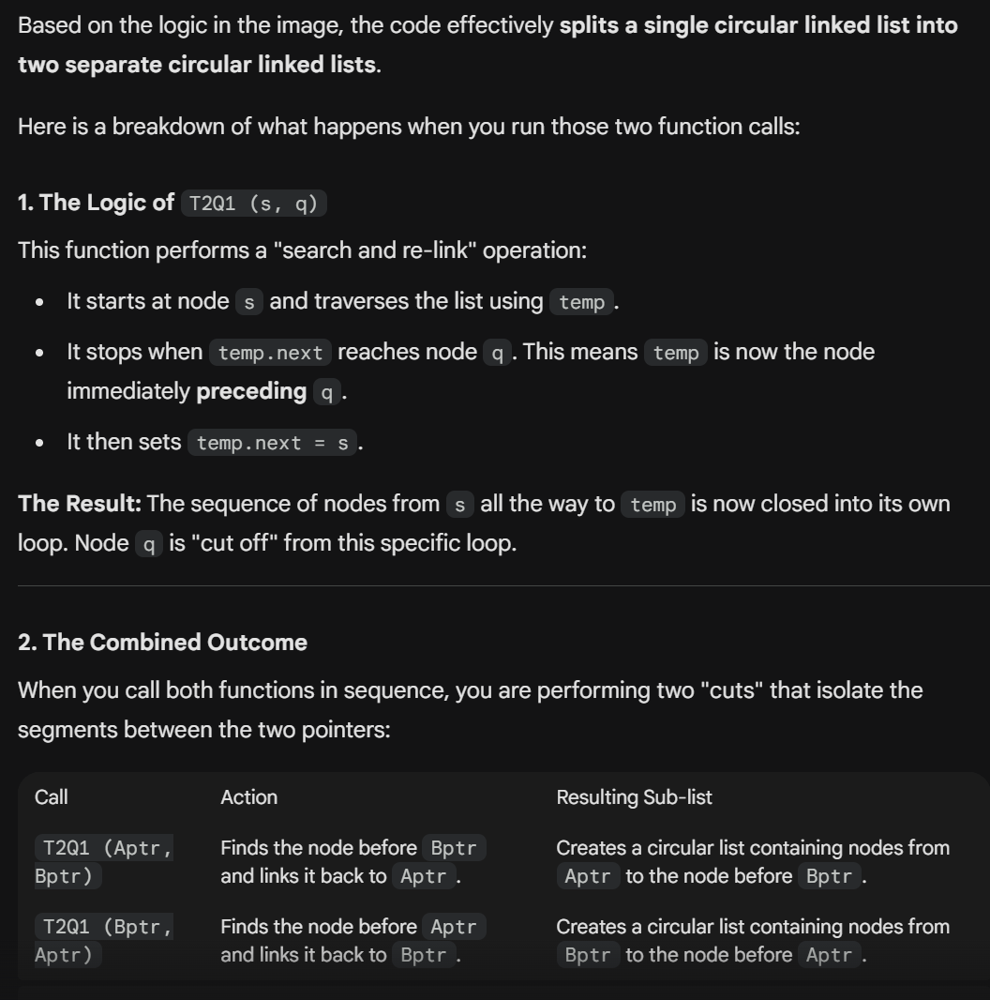 Based on the logic in the image, the code effectively splits a single circular linked list into
two separate circular linked lists.
Here is a breakdown of what happens when you run those two function calls:
1. The Logic of T2Q1 (s, q)
This function performs a "search and re-link" operation:
• It starts at node s and traverses the list using temp.
• It stops when temp.next reaches node q. This means temp is now the node
immediately preceding q.
• It then sets temp.next = s.
The Result: The sequence of nodes from s all the way to temp is now closed into its own
loop. Node q is "cut off" from this specific loop.
2. The Combined Outcome
When you call both functions in sequence, you are performing two "cuts" that isolate the
segments between the two pointers:
Call Action Resulting Sub-list
T2Q1 (Aptr, Finds the node before Bptr Creates a circular list containing nodes from
Bptr) and links it back to Aptr. Aptr to the node before Bptr.
T2Q1 (Bptr, Finds the node before Aptr Creates a circular list containing nodes from
Aptr) and links it back to Bptr. Bptr to the node before Aptr.